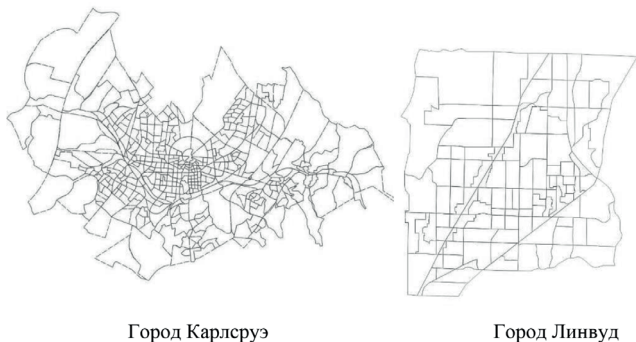 Город Карлсруэ
Город Линвуд